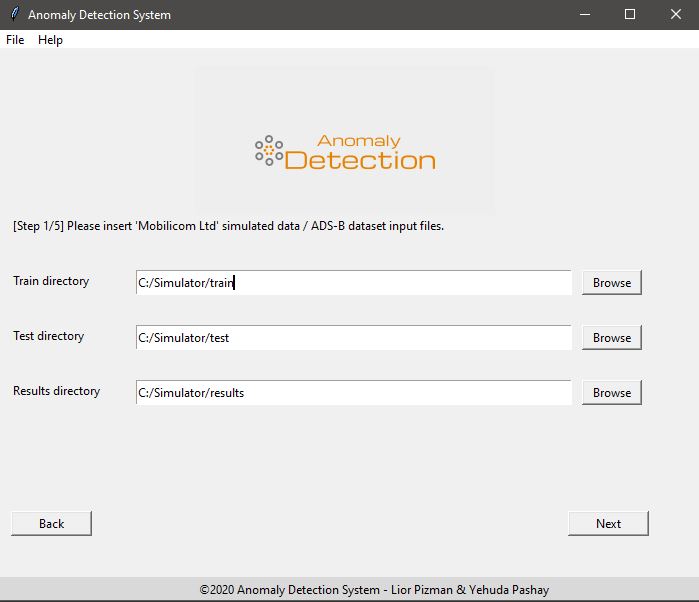 Anomaly Detection System
File Help
Anomaly
Detection
[Step 1/5] Please insert 'Mobilicom Ltd' simulated data / ADS-B dataset input files.
Train directory C:/Simulator/train Browse
Test directory C:/Simulator/test Browse
Results directory C:/Simulator/results Browse
Back Next
©2020 Anomaly Detection System - Lior Pizman & Yehuda Pashay